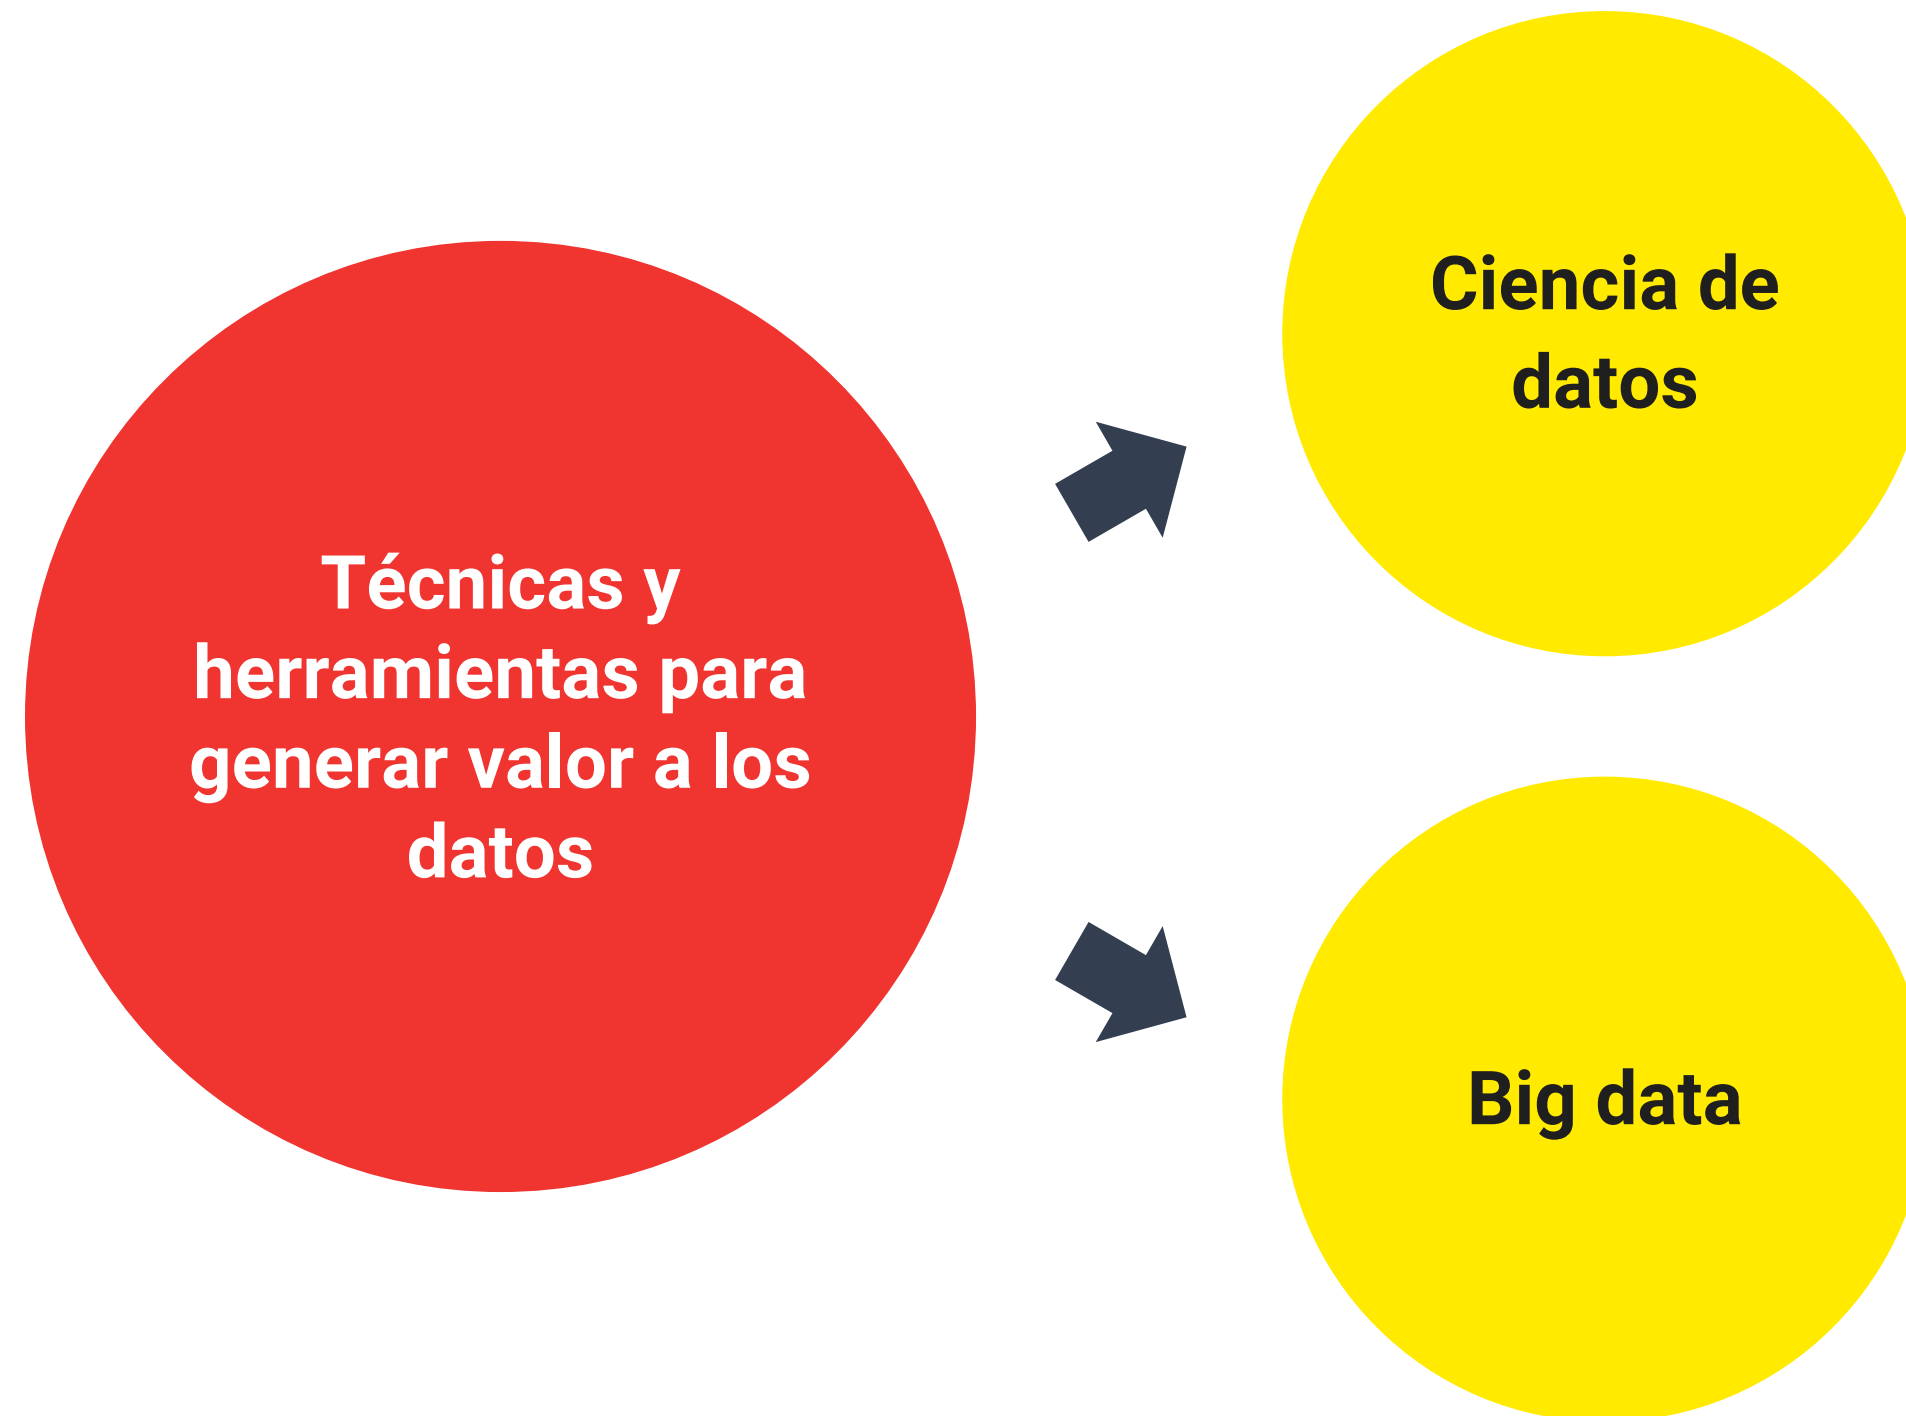 Técnicas y
herramientas para
generar valor a los
datos
Ciencia de
datos
Big data